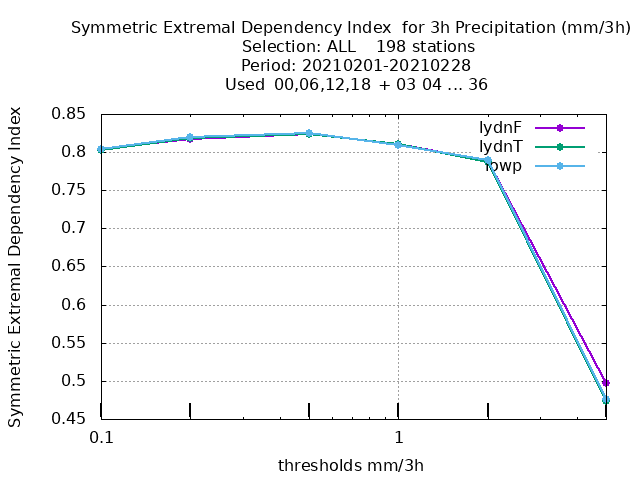 Symmetric Extremal Dependency Index for 3h Precipitation (mm/3h)
Selection: ALL 198 stations
Period: 20210201-20210228
Used 00,06,12,18 + 03 04 ... 36
Symmetric Extremal Dependency Index
0.85
0.8
0.75
0.7
0.65
0.6
0.55
0.5
0.45
lydnF
lydnT
lowp
0.1
1
thresholds mm/3h